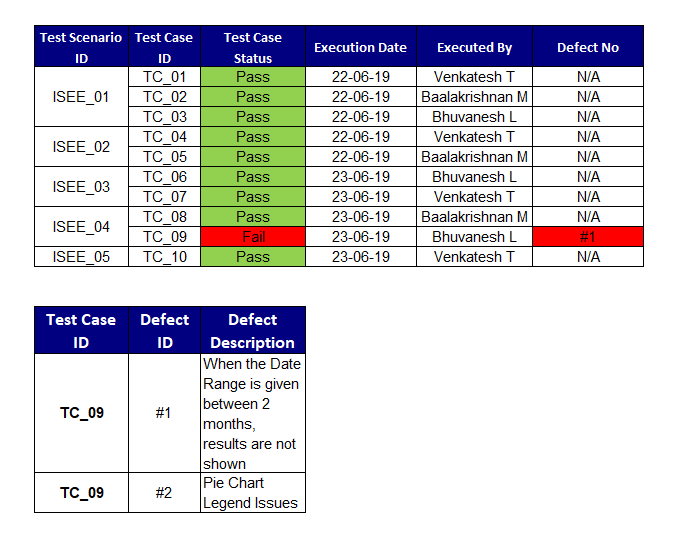 Test Scenario ID Test Case ID Test Case Status Execution Date Executed By Defect No
ISEE_01 TC_01 Pass 22-06-19 Venkatesh T N/A
TC_02 Pass 22-06-19 Baalakrishnan M N/A
TC_03 Pass 22-06-19 Bhuvanesh L N/A
ISEE_02 TC_04 Pass 22-06-19 Venkatesh T N/A
TC_05 Pass 22-06-19 Baalakrishnan M N/A
ISEE_03 TC_06 Pass 23-06-19 Bhuvanesh L N/A
TC_07 Pass 23-06-19 Venkatesh T N/A
ISEE_04 TC_08 Pass 23-06-19 Baalakrishnan M N/A
TC_09 Fail 23-06-19 Bhuvanesh L #1
ISEE_05 TC_10 Pass 23-06-19 Venkatesh T N/A
Test Case ID Defect ID Defect Description
TC_09 #1 When the Date
Range is given
between 2
months,
results are not
shown
TC_09 #2 Pie Chart
Legend Issues